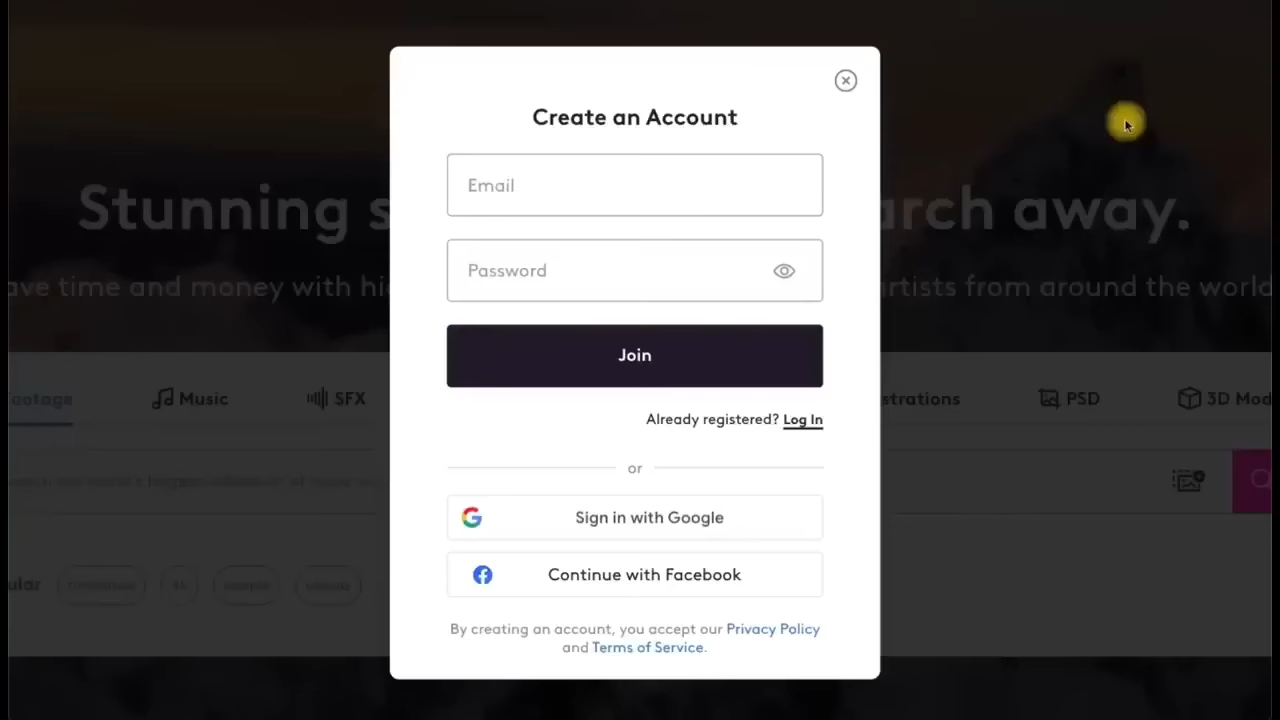 Create an Account
Email
Stunning s
arch away.
Password
ave time and money with hi
rtists from around the world
Join
ootage
Music
SFX
strations
PSD
3D Mod
Already registered? Log In
or
Sign in with Google
Continue with Facebook
ular
By creating an account, you accept our Privacy Policy
and Terms of Service.